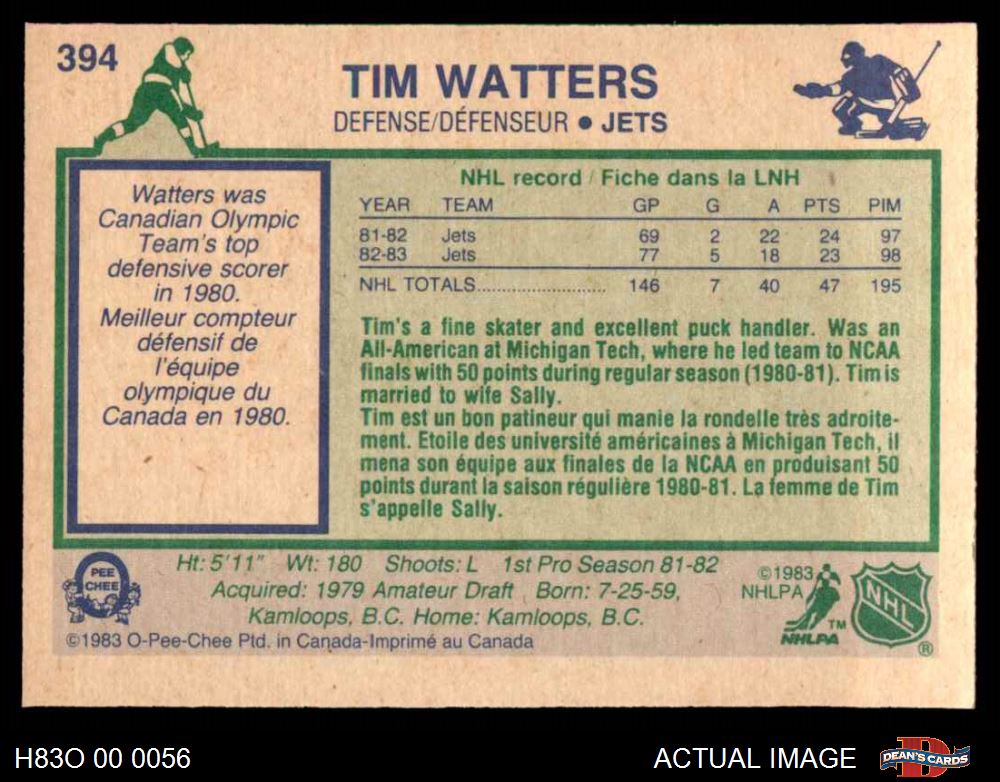 394
TIM WATTERS
DEFENSE/DÉFENSEUR • JETS
Watters was
Canadian Olympic
Team's top
defensive scorer
in 1980.
Meilleur compteur
défensif de
l'équipe
olympique du
Canada en 1980.
NHL record / Fiche dans la LNH
YEAR TEAM GP G A PTS PIM
81-82 Jets 69 2 22 24 97
82-83 Jets 77 5 18 23 98
NHL TOTALS........................ 146 7 40 47 195
Tim's a fine skater and excellent puck handler. Was an
All-American at Michigan Tech, where he led team to NCAA
finals with 50 points during regular season (1980-81). Tim is
married to wife Sally.
Tim est un bon patineur qui manie la rondelle très adroite-
ment. Etoile des université américaines à Michigan Tech, il
mena son équipe aux finales de la NCAA en produisant 50
points durant la saison régulière 1980-81. La femme de Tim
s'appelle Sally.
PEE
CHEE
Ht: 5'11" Wt: 180 Shoots: L 1st Pro Season 81-82
Acquired: 1979 Amateur Draft Born: 7-25-59,
Kamloops, B.C. Home: Kamloops, B.C.
©1983 O-Pee-Chee Ptd. in Canada-Imprimé au Canada
©1983
NHLPA
TM
NHLPA
NHL
®
H83O 00 0056
ACTUAL IMAGE
DEAN'S CARDS